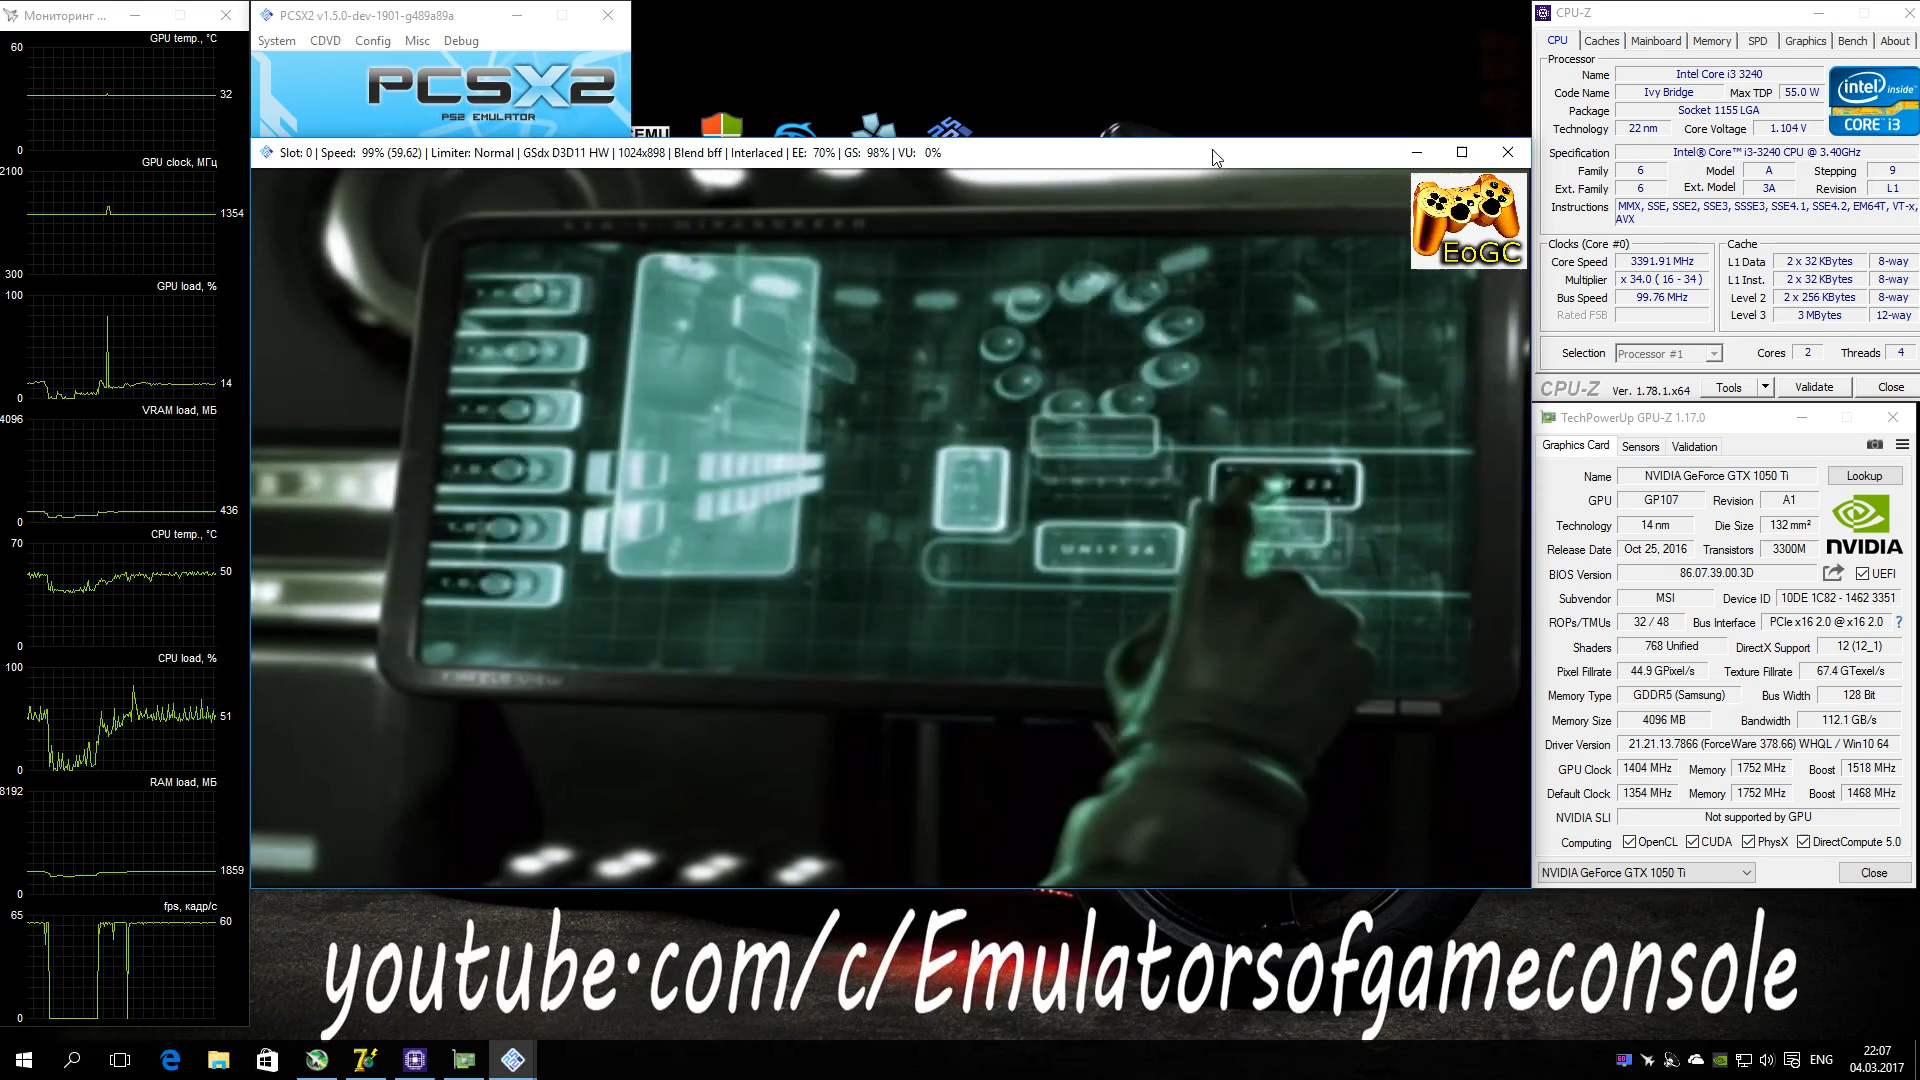 Мониторинг ...
GPU temp., °C
60
32
0
GPU clock, МГц
2100
1354
300
GPU load, %
100
14
0
VRAM load, МБ
4096
436
0
CPU temp., °C
70
50
0
CPU load, %
100
51
0
RAM load, МБ
8192
1859
0
fps, кадр/с
65
60
0
PCSX2 v1.5.0-dev-1901-g489a89a
System CDVD Config Misc Debug
PCSX2
PS2 EMULATOR
CEMU
Slot: 0 | Speed: 99% (59.62) | Limiter: Normal | GSdx D3D11 HW | 1024x898 | Blend bff | Interlaced | EE: 70% | GS: 98% | VU: 0%
EoGC
UNIT 24
youtube.com/c/Emulatorsofgameconsole
CPU-Z
CPU Caches Mainboard Memory SPD Graphics Bench About
Processor
Name Intel Core i3 3240
Code Name Ivy Bridge Max TDP 55.0 W
Package Socket 1155 LGA
Technology 22 nm Core Voltage 1.104 V
intel inside™
CORE i3
Specification Intel® Core™ i3-3240 CPU @ 3.40GHz
Family 6 Model A Stepping 9
Ext. Family 6 Ext. Model 3A Revision L1
Instructions MMX, SSE, SSE2, SSE3, SSSE3, SSE4.1, SSE4.2, EM64T, VT-x,
AVX
Clocks (Core #0) Cache
Core Speed 3391.91 MHz L1 Data 2 x 32 KBytes 8-way
Multiplier x 34.0 ( 16 - 34 ) L1 Inst. 2 x 32 KBytes 8-way
Bus Speed 99.76 MHz Level 2 2 x 256 KBytes 8-way
Rated FSB Level 3 3 MBytes 12-way
Selection Processor #1 Cores 2 Threads 4
CPU-Z Ver. 1.78.1.x64 Tools Validate Close
TechPowerUp GPU-Z 1.17.0
Graphics Card Sensors Validation
Name NVIDIA GeForce GTX 1050 Ti Lookup
GPU GP107 Revision A1
Technology 14 nm Die Size 132 mm²
Release Date Oct 25, 2016 Transistors 3300M
NVIDIA
BIOS Version 86.07.39.00.3D UEFI
Subvendor MSI Device ID 10DE 1C82 - 1462 3351
ROPs/TMUs 32 / 48 Bus Interface PCIe x16 2.0 @ x16 2.0 ?
Shaders 768 Unified DirectX Support 12 (12_1)
Pixel Fillrate 44.9 GPixel/s Texture Fillrate 67.4 GTexel/s
Memory Type GDDR5 (Samsung) Bus Width 128 Bit
Memory Size 4096 MB Bandwidth 112.1 GB/s
Driver Version 21.21.13.7866 (ForceWare 378.66) WHQL / Win10 64
GPU Clock 1404 MHz Memory 1752 MHz Boost 1518 MHz
Default Clock 1354 MHz Memory 1752 MHz Boost 1468 MHz
NVIDIA SLI Not supported by GPU
Computing OpenCL CUDA PhysX DirectCompute 5.0
NVIDIA GeForce GTX 1050 Ti Close
60
ENG
22:07
04.03.2017